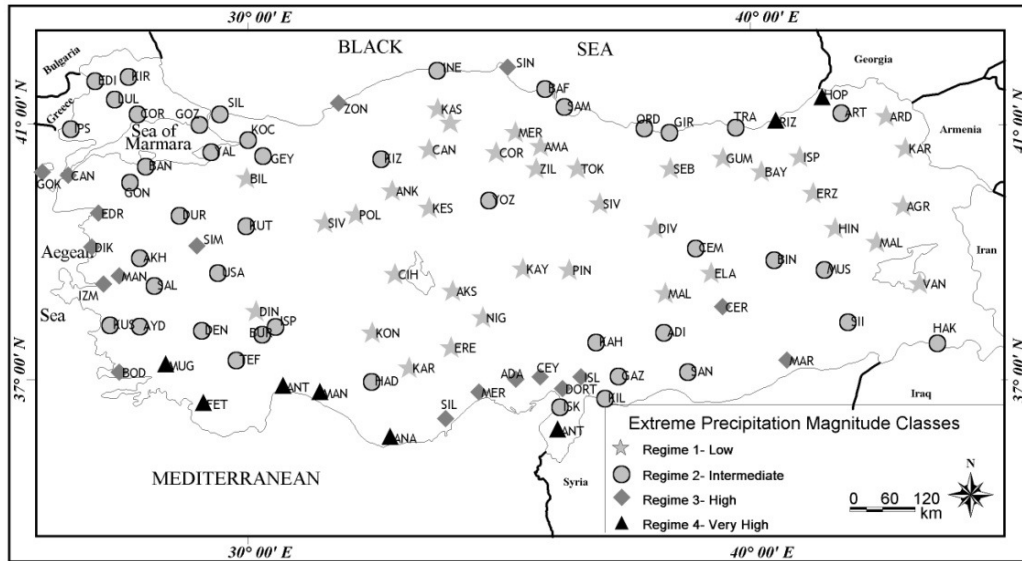 30° 00' E
40° 00' E
BLACK
SEA
Bulgaria
Georgia
Greece
Armenia
41° 00' N
41° 00' N
Sea of
Marmara
EDI
KIR
LUL
COR
IPS
GOZ
SIL
KOC
YAL
GEY
BAN
GON
BIL
GOK
CAN
ZON
INE
KAS
SIN
BAF
SAM
MER
CAN
COR
AMA
KIZ
ZIL
TOK
ORD
GIR
TRA
RIZ
HOP
ART
ARD
KAR
SEB
GUM
BAY
ISP
ERZ
AGR
EDR
DUR
KUT
SIV
POL
ANK
KES
YOZ
SIV
DIV
HIN
MAL
Iran
Aegean
Sea
DIK
SIM
AKH
USA
MAN
SAL
IZM
CIH
AKS
KAY
PIN
CEM
ELA
BIN
MUS
VAN
MAL
CER
DIN
KUS
AYD
DEN
BUR
ISP
KON
NIG
ERE
KAR
ADI
KAH
SII
HAK
MAR
37° 00' N
37° 00' N
BOD
MUG
TEF
FET
ANT
MAN
HAD
ANA
SIL
MER
ADA
CEY
DORT
ISL
GAZ
SAN
KIL
ISK
ANT
Iraq
Syria
MEDITERRANEAN
Extreme Precipitation Magnitude Classes
Regime 1- Low
Regime 2- Intermediate
Regime 3- High
Regime 4- Very High
N
0 60 120
km
30° 00' E
40° 00' E